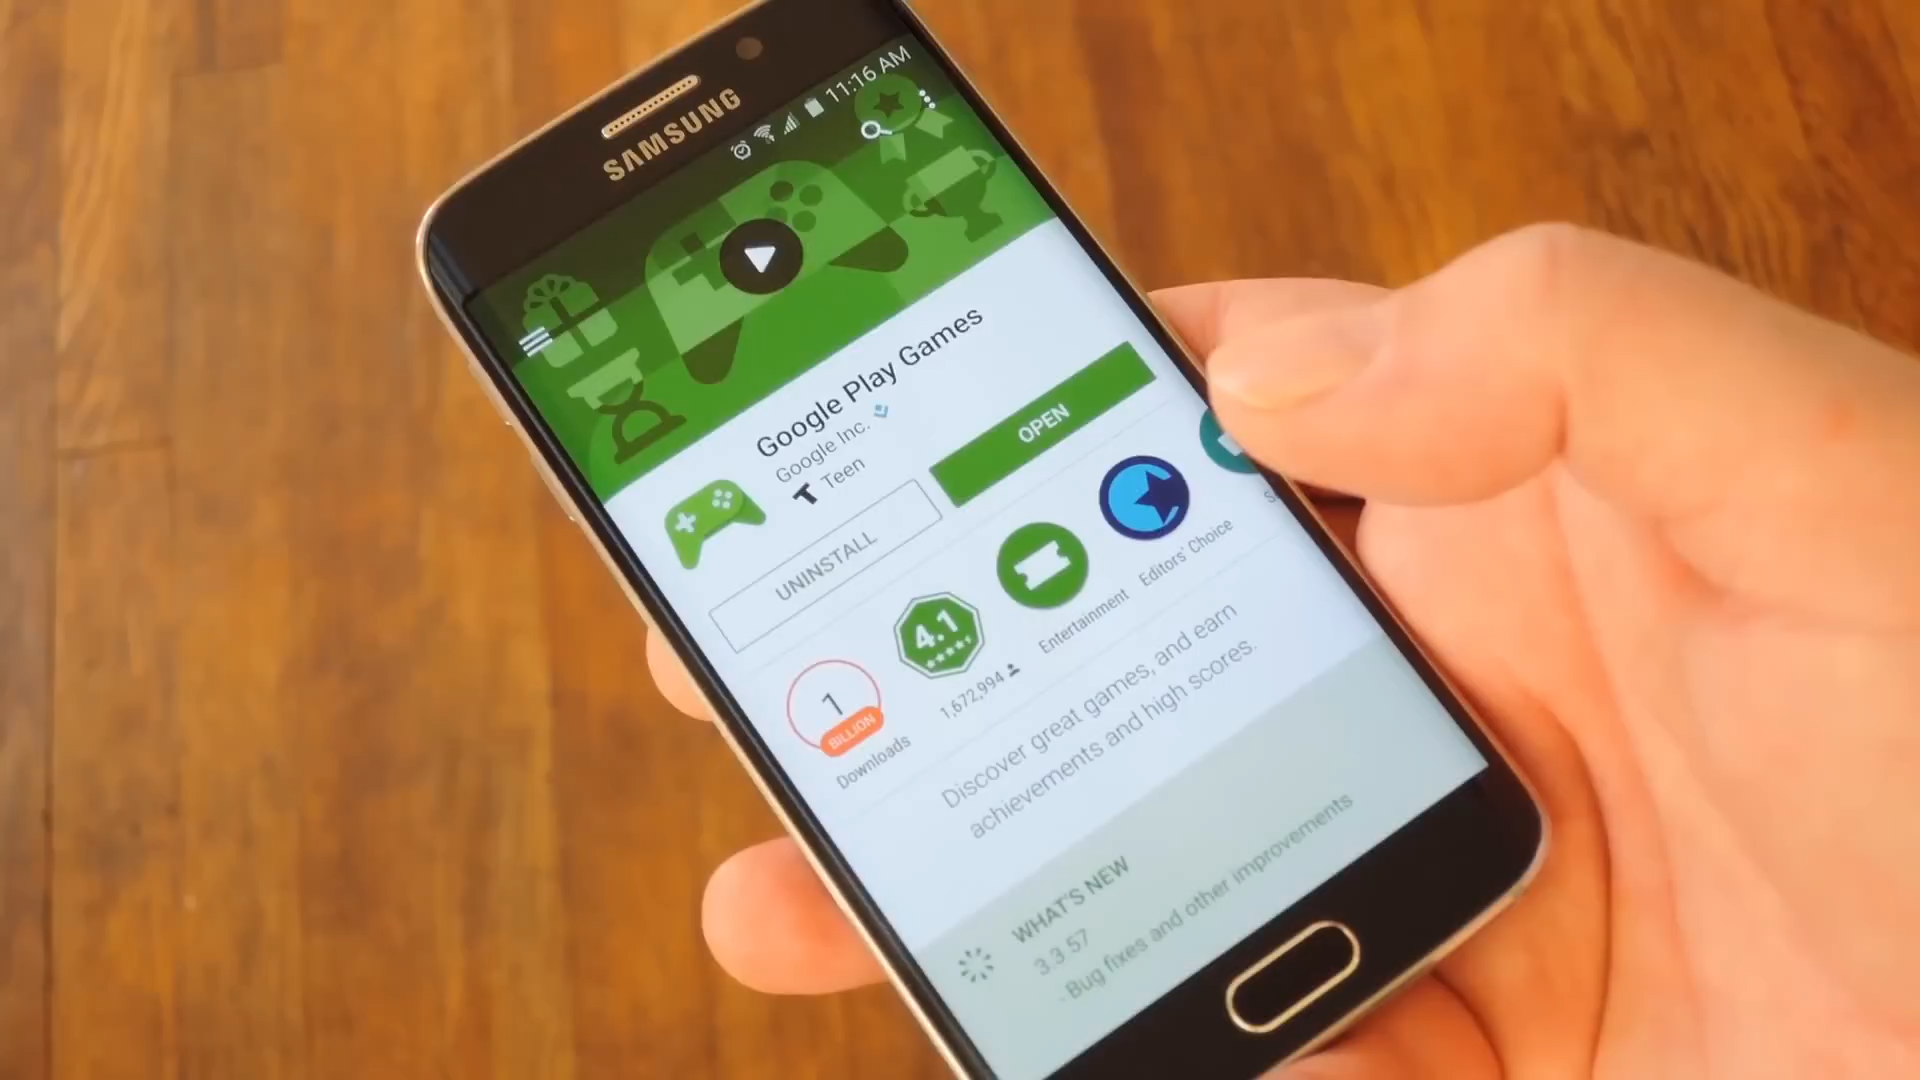 SAMSUNG
11:16 AM
Google Play Games
Google Inc.
Teen
UNINSTALL
OPEN
1
BILLION
Downloads
4.1
1,672,994
Entertainment
Editors' Choice
Discover great games, and earn
achievements and high scores.
WHAT'S NEW
3.3.57
- Bug fixes and other improvements